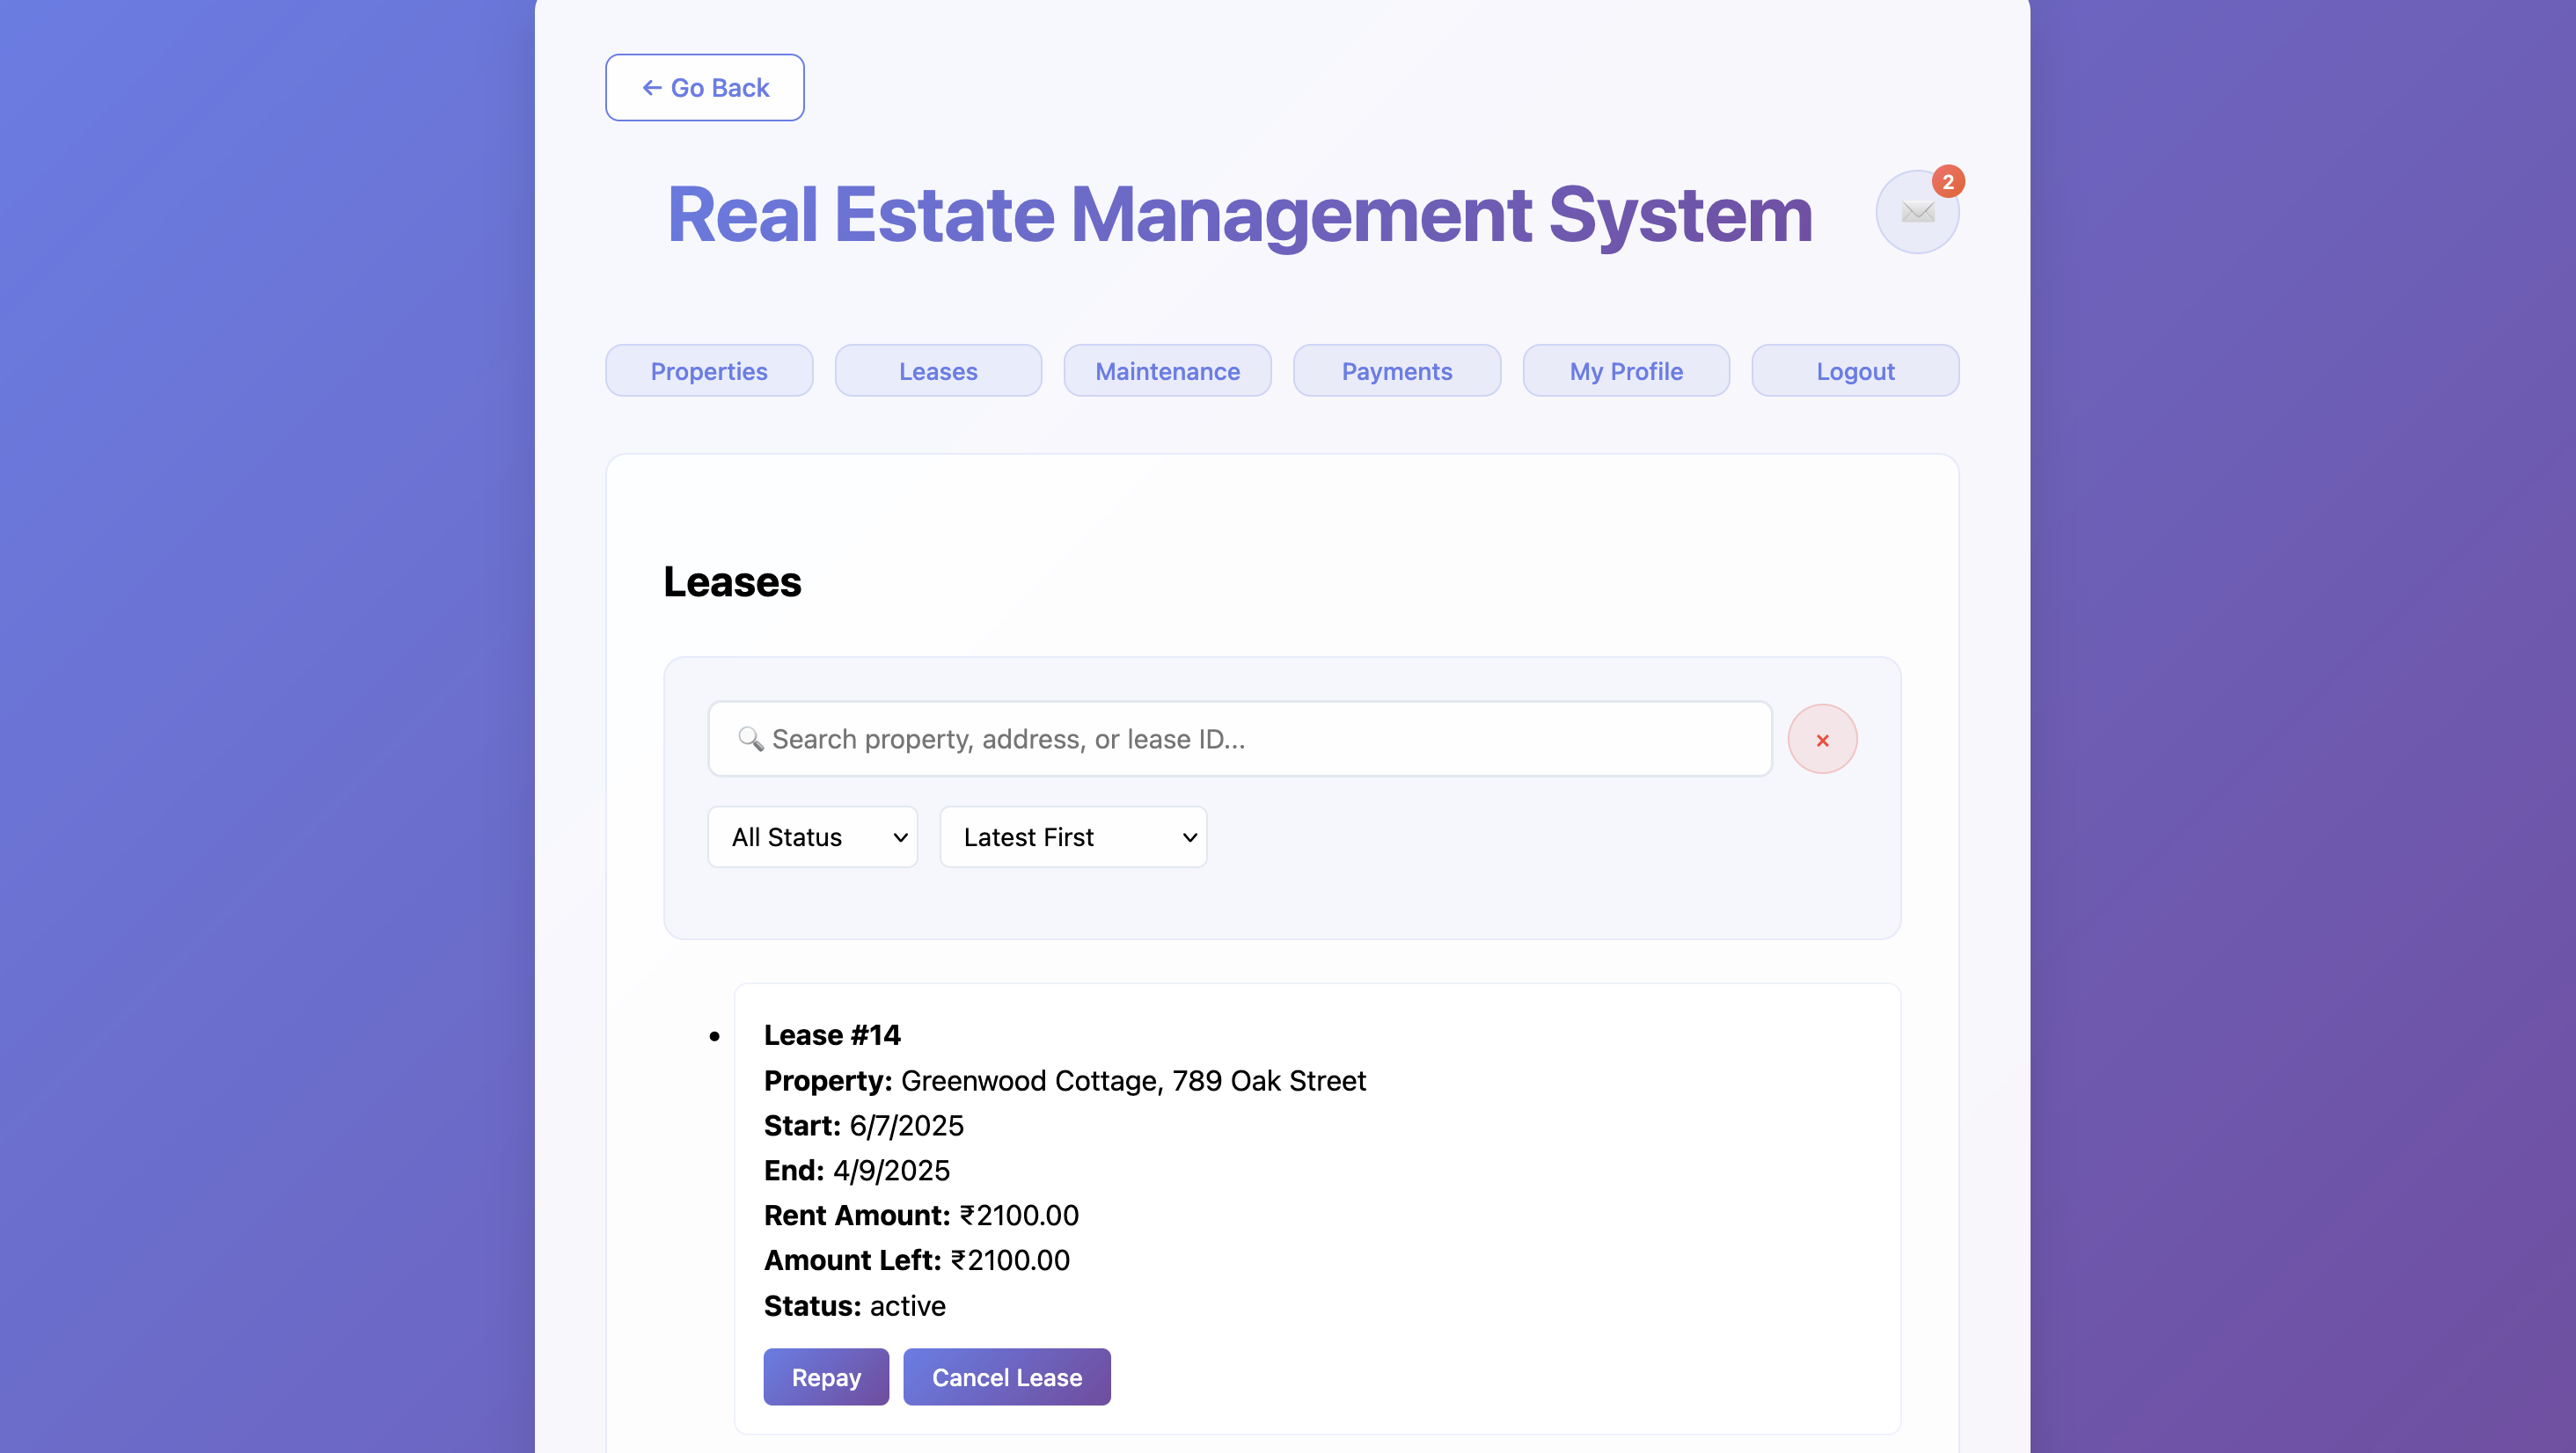 ← Go Back
Real Estate Management System
2
Properties
Leases
Maintenance
Payments
My Profile
Logout
Leases
🔍 Search property, address, or lease ID...
×
All Status
Latest First
• Lease #14
Property: Greenwood Cottage, 789 Oak Street
Start: 6/7/2025
End: 4/9/2025
Rent Amount: ₹2100.00
Amount Left: ₹2100.00
Status: active
Repay
Cancel Lease